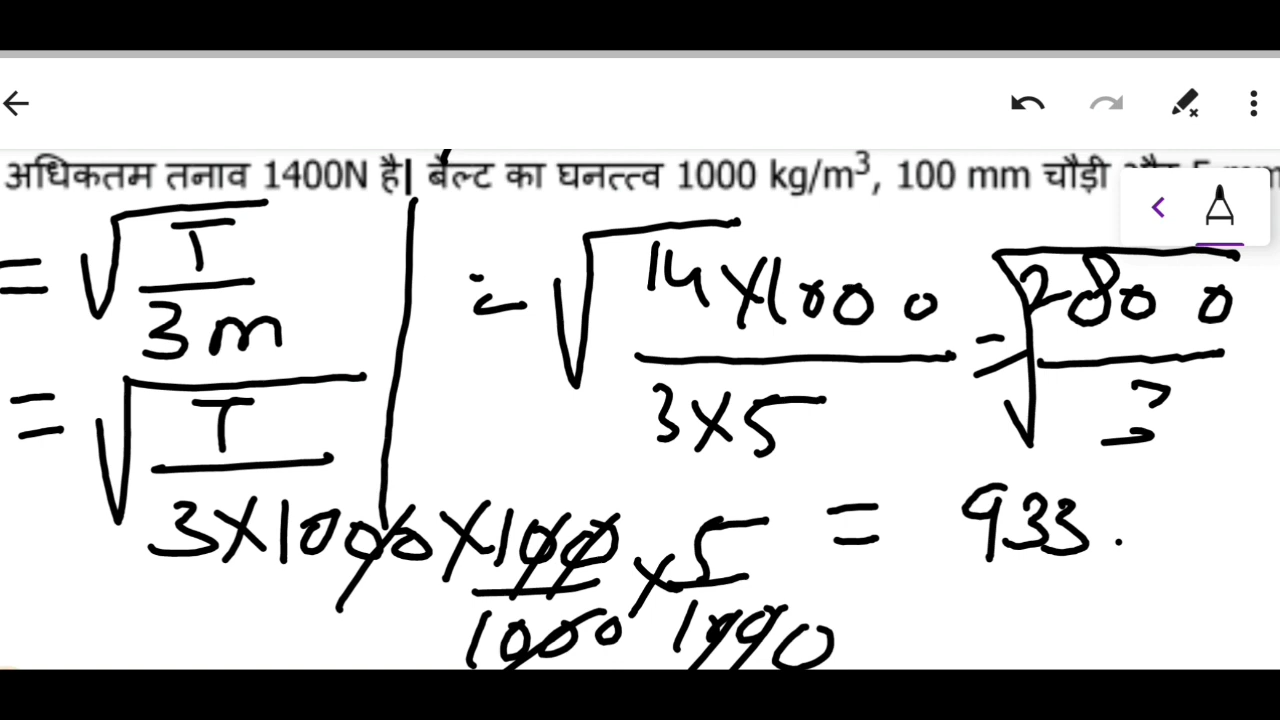 अधिकतम तनाव 1400N है| बैल्ट का घनत्त्व 1000 kg/m³, 100 mm चौड़ी
= √(T/3m)
= √(T/(3×1000×100/1000×5/1000))
= √(14×1000/(3×5)) = √(2800/3)
= 933.